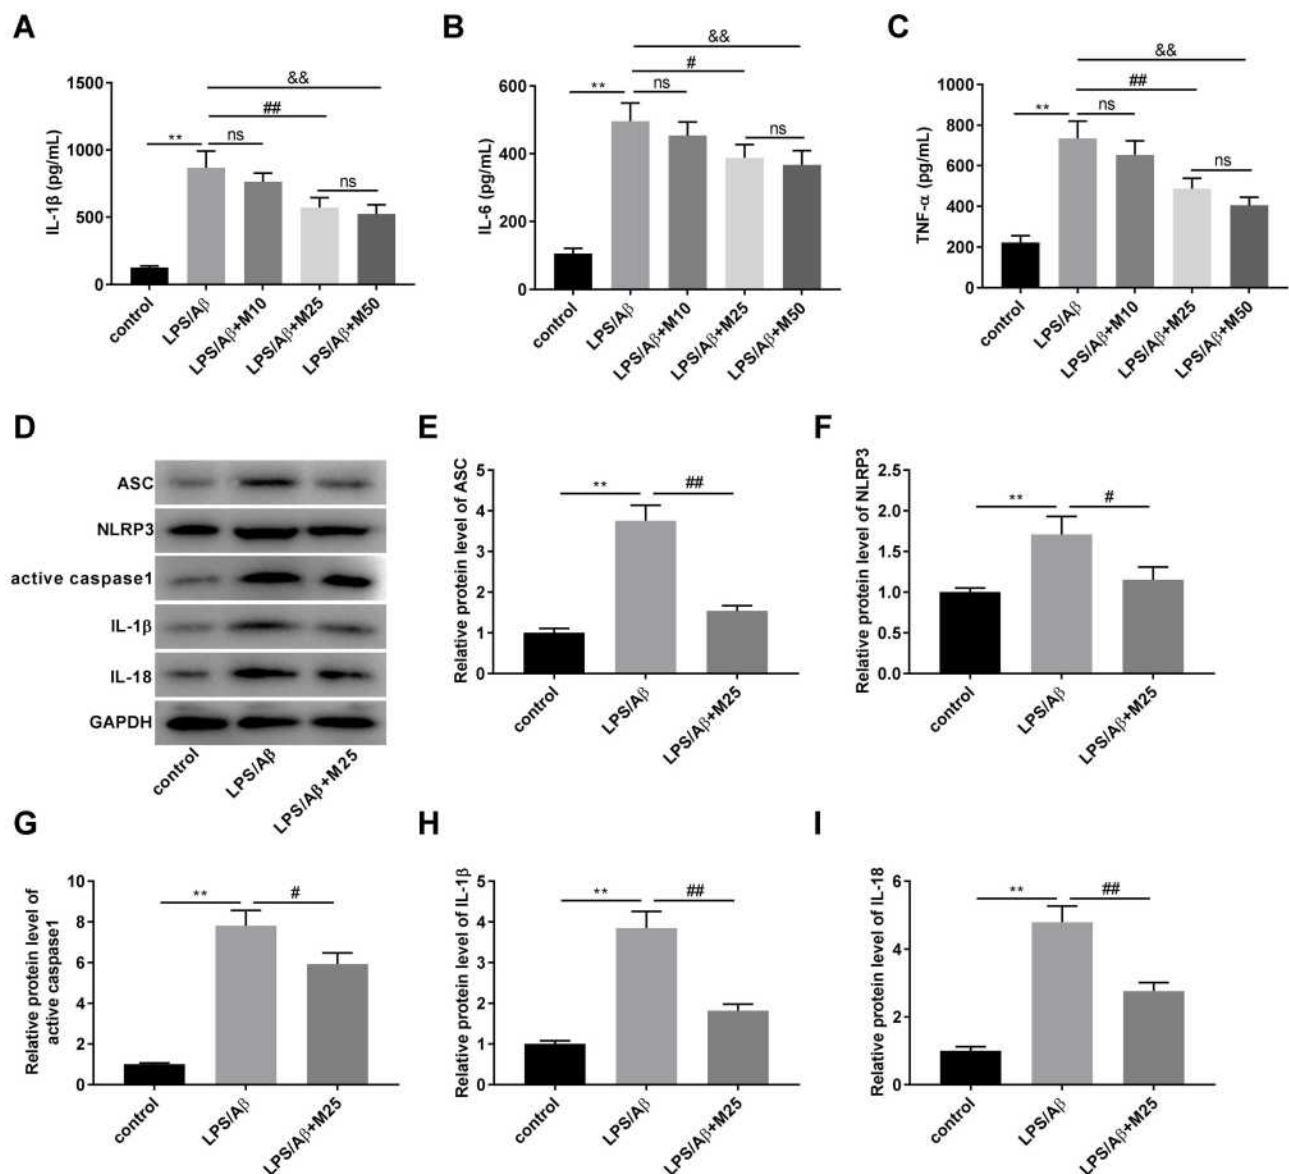 A
IL-1β (pg/mL)
1500
1000
500
0
&&
##
**
ns
ns
control
LPS/Aβ
LPS/Aβ+M10
LPS/Aβ+M25
LPS/Aβ+M50
B
IL-6 (pg/mL)
600
400
200
0
&&
#
**
ns
ns
control
LPS/Aβ
LPS/Aβ+M10
LPS/Aβ+M25
LPS/Aβ+M50
C
TNF-α (pg/mL)
1000
800
600
400
200
0
&&
##
**
ns
ns
control
LPS/Aβ
LPS/Aβ+M10
LPS/Aβ+M25
LPS/Aβ+M50
D
ASC
NLRP3
active caspase1
IL-1β
IL-18
GAPDH
control
LPS/Aβ
LPS/Aβ+M25
E
Relative protein level of ASC
5
4
3
2
1
0
**
##
control
LPS/Aβ
LPS/Aβ+M25
F
Relative protein level of NLRP3
2.5
2.0
1.5
1.0
0.5
0.0
**
#
control
LPS/Aβ
LPS/Aβ+M25
G
Relative protein level of
active caspase1
10
8
6
4
2
0
**
#
control
LPS/Aβ
LPS/Aβ+M25
H
Relative protein level of IL-1β
5
4
3
2
1
0
**
##
control
LPS/Aβ
LPS/Aβ+M25
I
Relative protein level of IL-18
6
4
2
0
**
##
control
LPS/Aβ
LPS/Aβ+M25